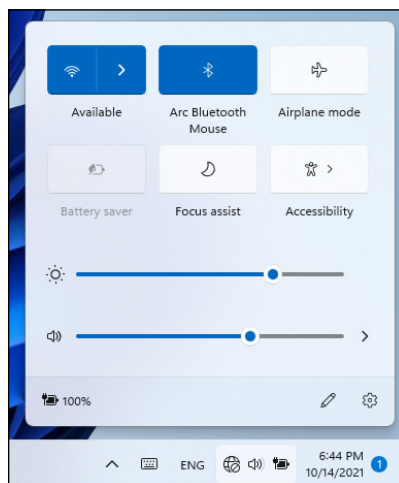 Available
Arc Bluetooth
Mouse
Airplane mode
Battery saver
Focus assist
Accessibility
100%
ENG
6:44 PM
10/14/2021
1